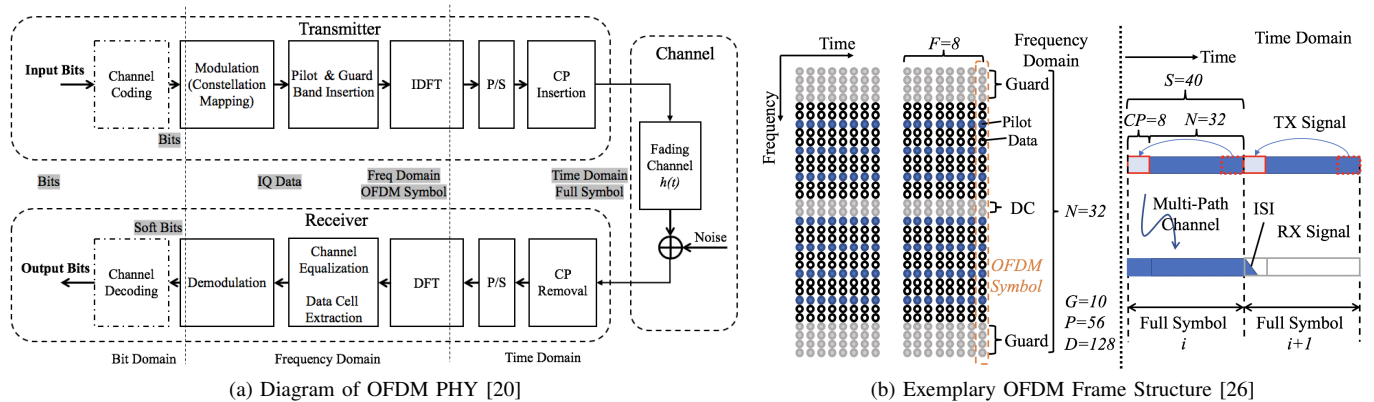 Transmitter
Input Bits
Channel
Coding
Modulation
(Constellation
Mapping)
Pilot & Guard
Band Insertion
IDFT
P/S
CP
Insertion
Bits
Channel
Fading
Channel
h(t)
Noise
Bits
IQ Data
Freq Domain
OFDM Symbol
Time Domain
Full Symbol
Receiver
Soft Bits
Output Bits
Channel
Decoding
Demodulation
Channel
Equalization
Data Cell
Extraction
DFT
P/S
CP
Removal
Bit Domain
Frequency Domain
Time Domain
(a) Diagram of OFDM PHY [20]
Time
Frequency
F=8
Frequency
Domain
Guard
Pilot
Data
DC
N=32
OFDM
Symbol
Guard
G=10
P=56
D=128
Time Domain
Time
S=40
CP=8
N=32
TX Signal
Multi-Path
Channel
ISI
RX Signal
Full Symbol
i
Full Symbol
i+1
(b) Exemplary OFDM Frame Structure [26]